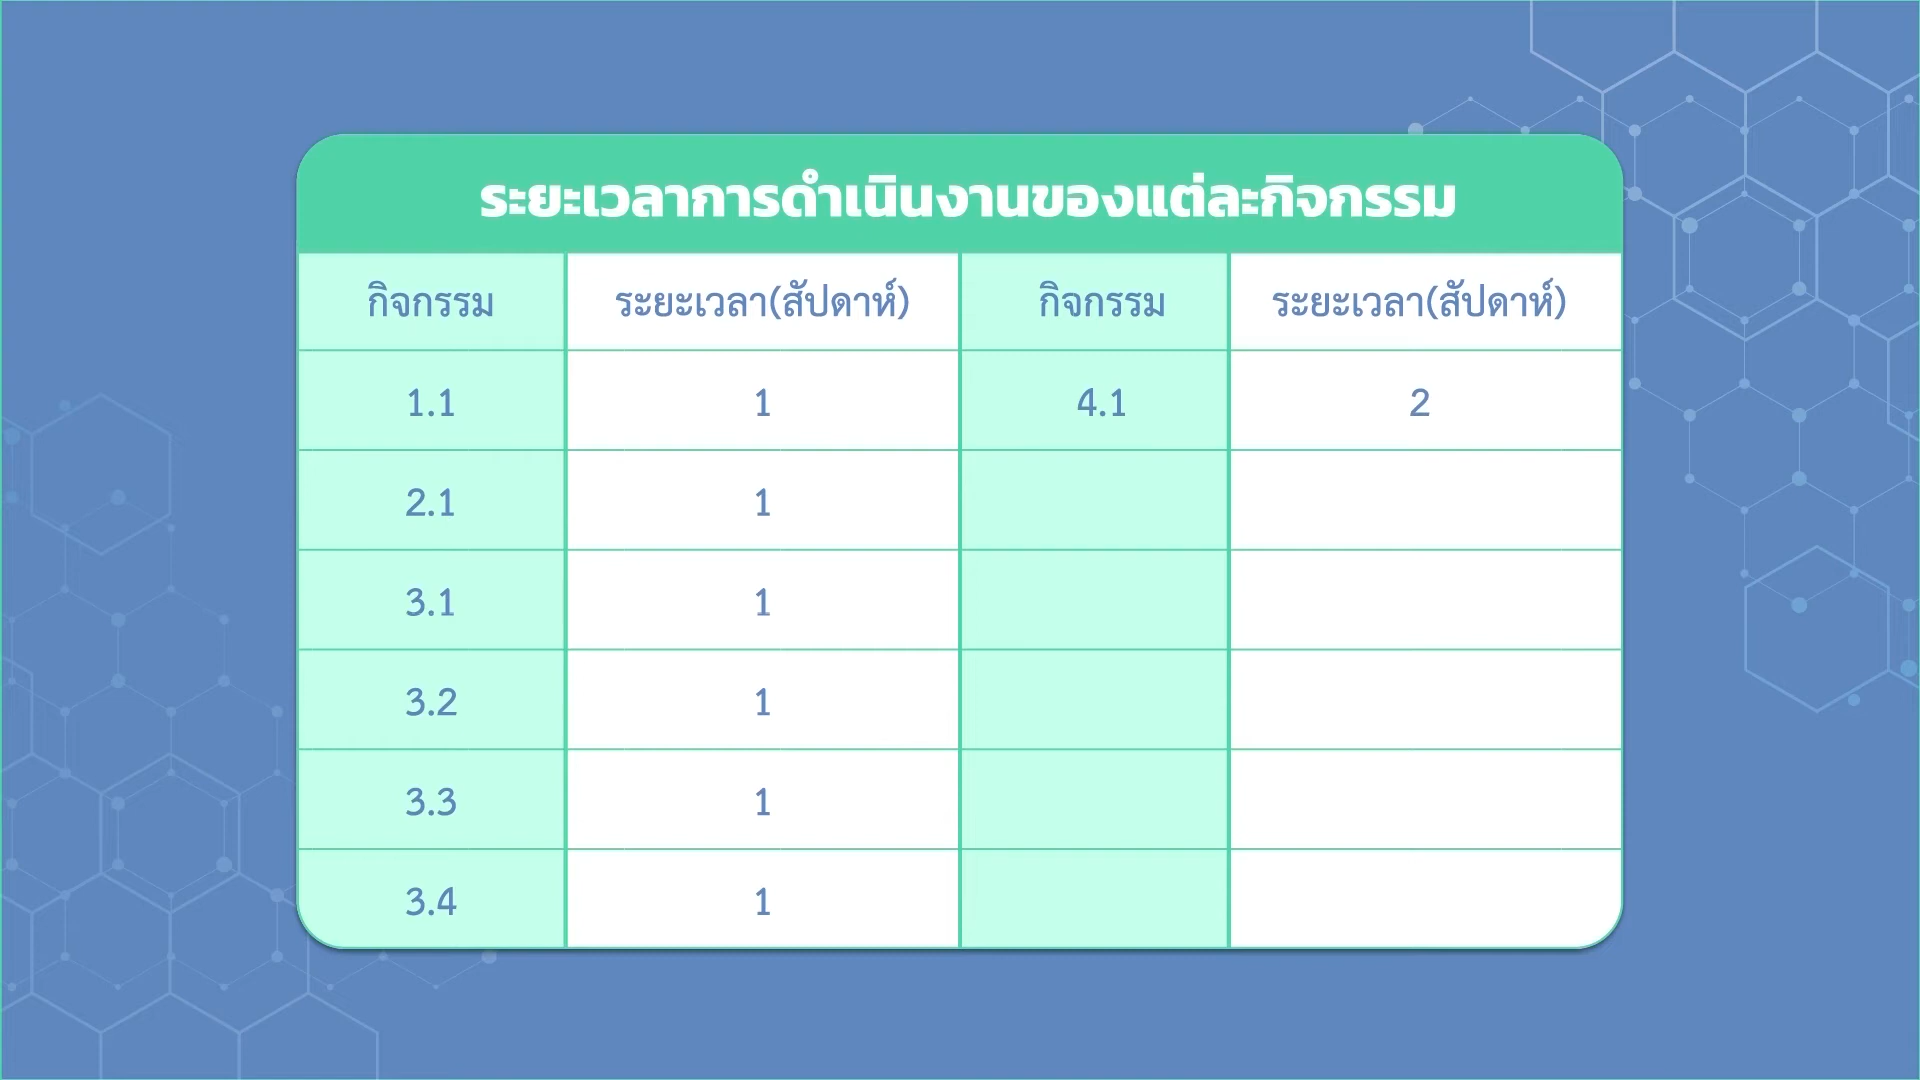 ระยะเวลาการดำเนินงานของแต่ละกิจกรรม
กิจกรรม ระยะเวลา(สัปดาห์) กิจกรรม ระยะเวลา(สัปดาห์)
1.1 1 4.1 2
2.1 1
3.1 1
3.2 1
3.3 1
3.4 1